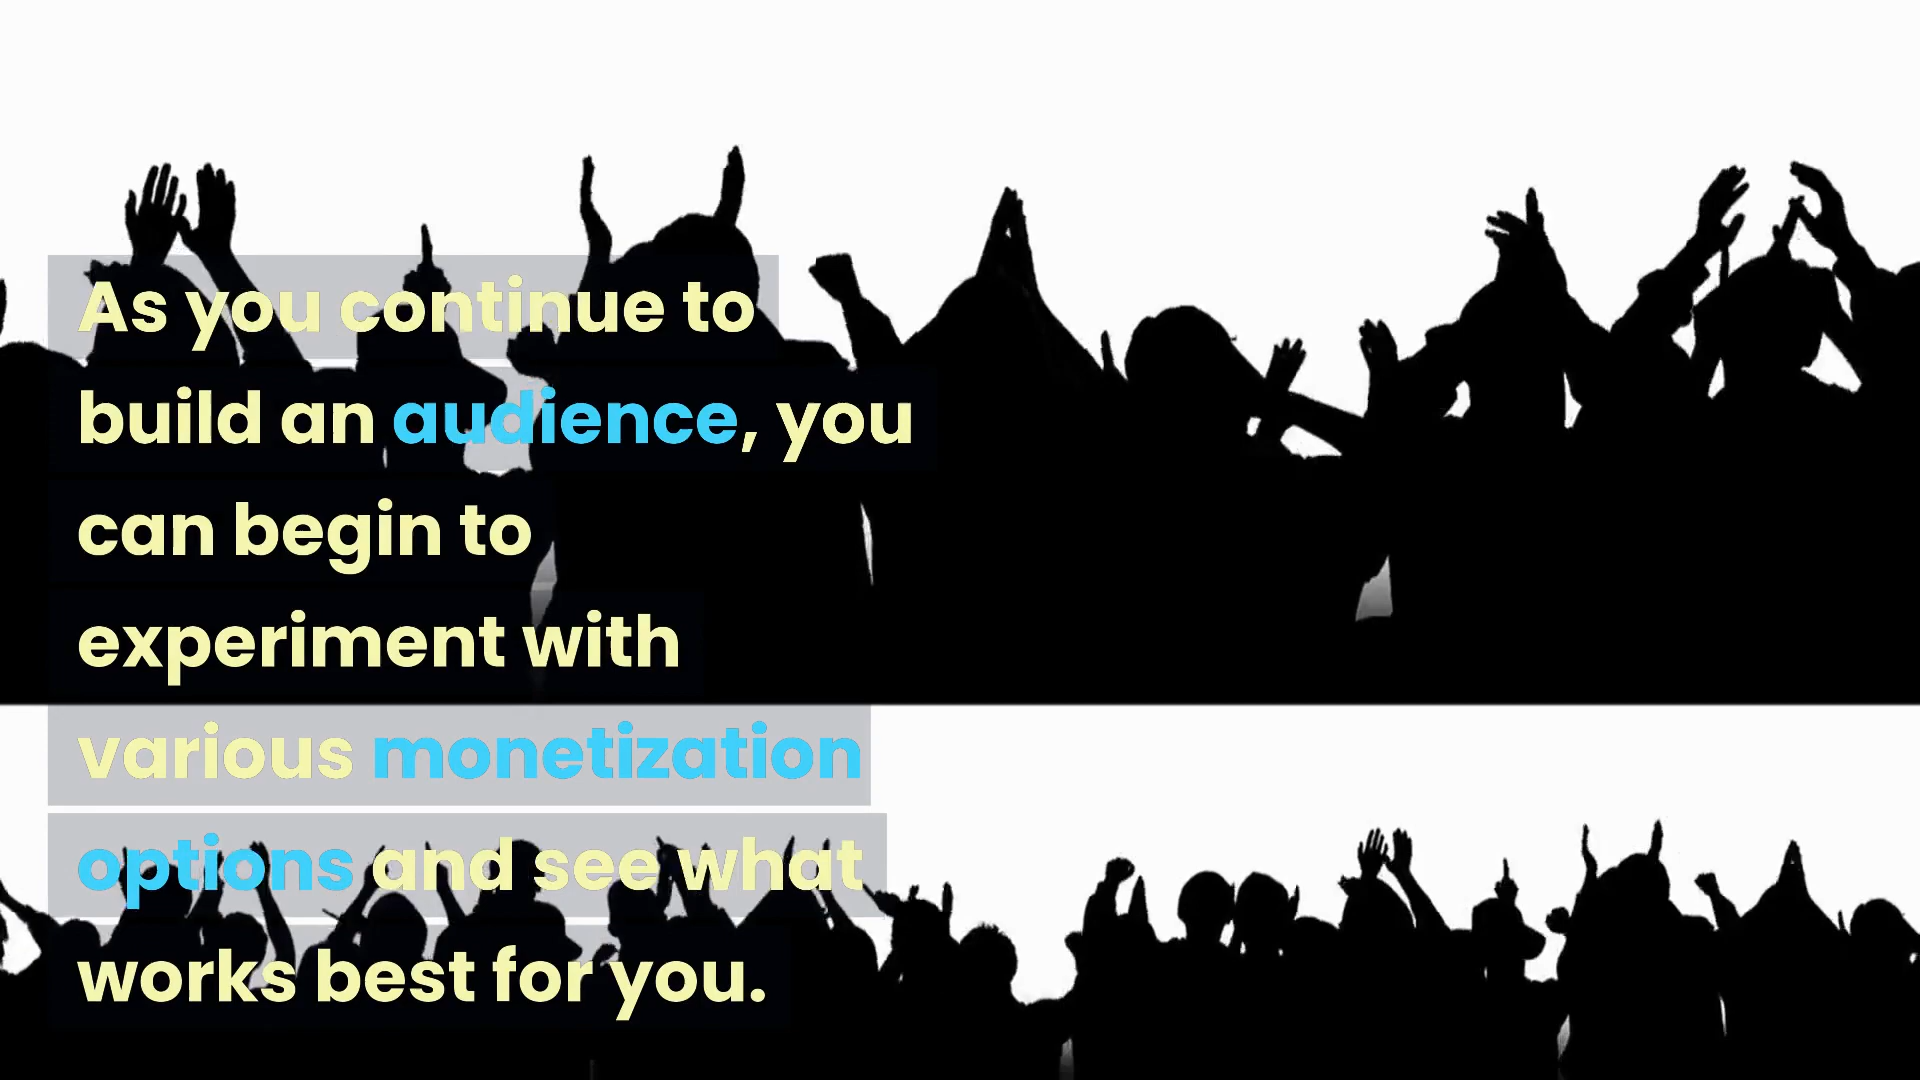 As you continue to
build an audience, you
can begin to
experiment with
various monetization
options and see what
works best for you.